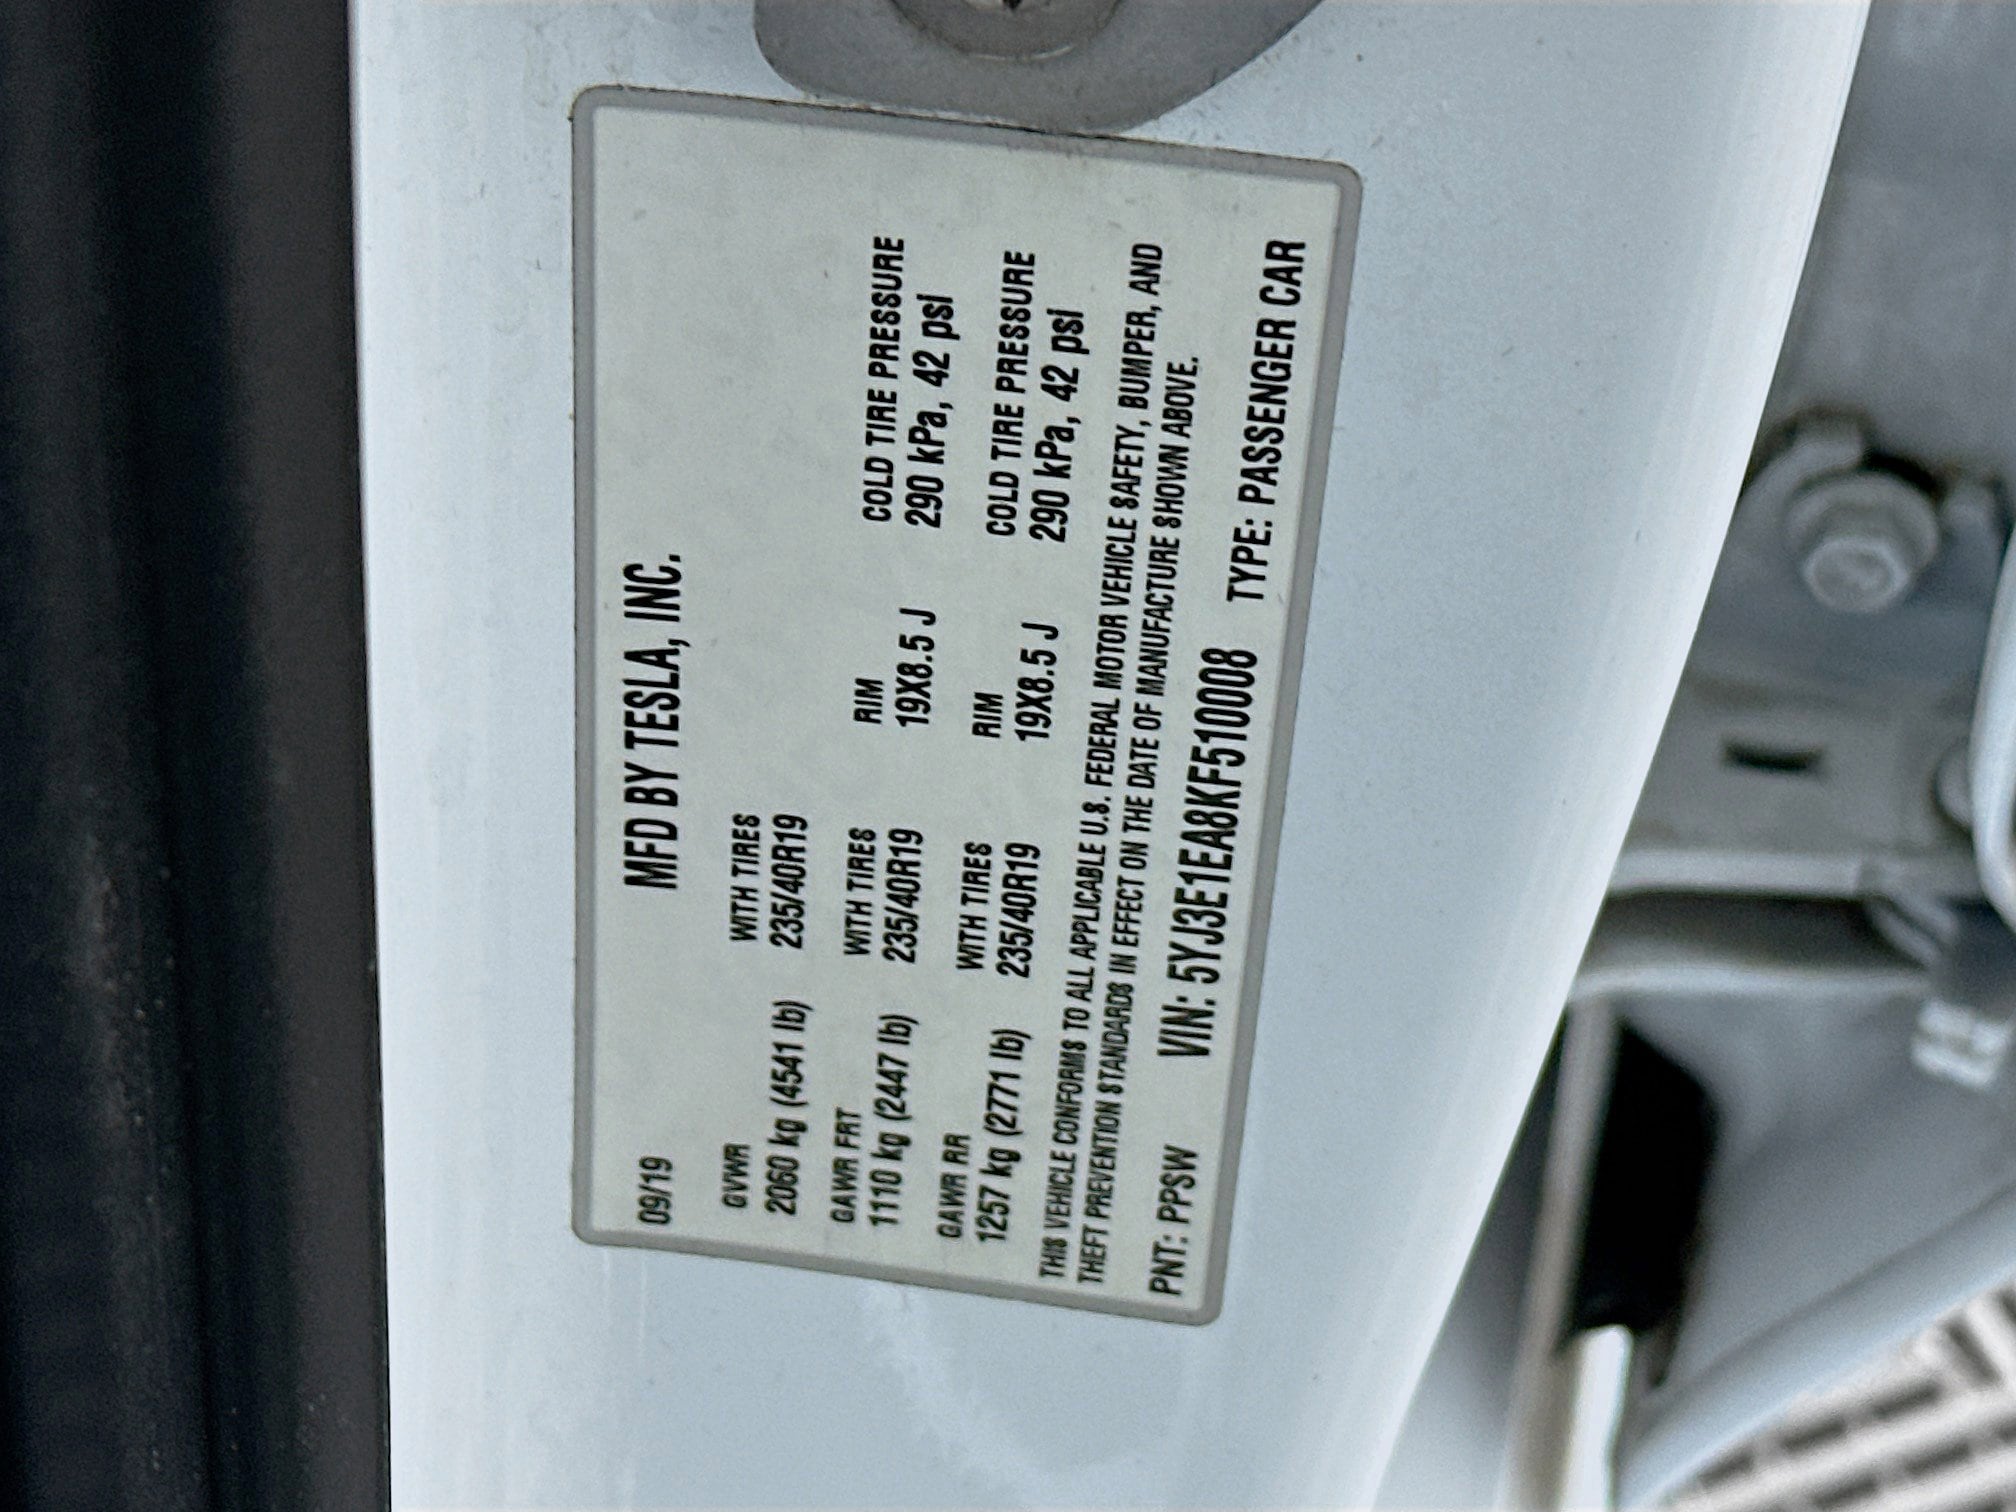 09/19 MFD BY TESLA, INC.
GVWR WITH TIRES
2060 kg (4541 lb) 235/40R19
GAWR FRT WITH TIRES RIM COLD TIRE PRESSURE
1110 kg (2447 lb) 235/40R19 19X8.5 J 290 kPa, 42 psi
GAWR RR WITH TIRES RIM COLD TIRE PRESSURE
1257 kg (2771 lb) 235/40R19 19X8.5 J 290 kPa, 42 psi
THIS VEHICLE CONFORMS TO ALL APPLICABLE U.S. FEDERAL MOTOR VEHICLE SAFETY, BUMPER, AND
THEFT PREVENTION STANDARDS IN EFFECT ON THE DATE OF MANUFACTURE SHOWN ABOVE.
PNT: PPSW VIN: 5YJ3E1EA8KF510008 TYPE: PASSENGER CAR